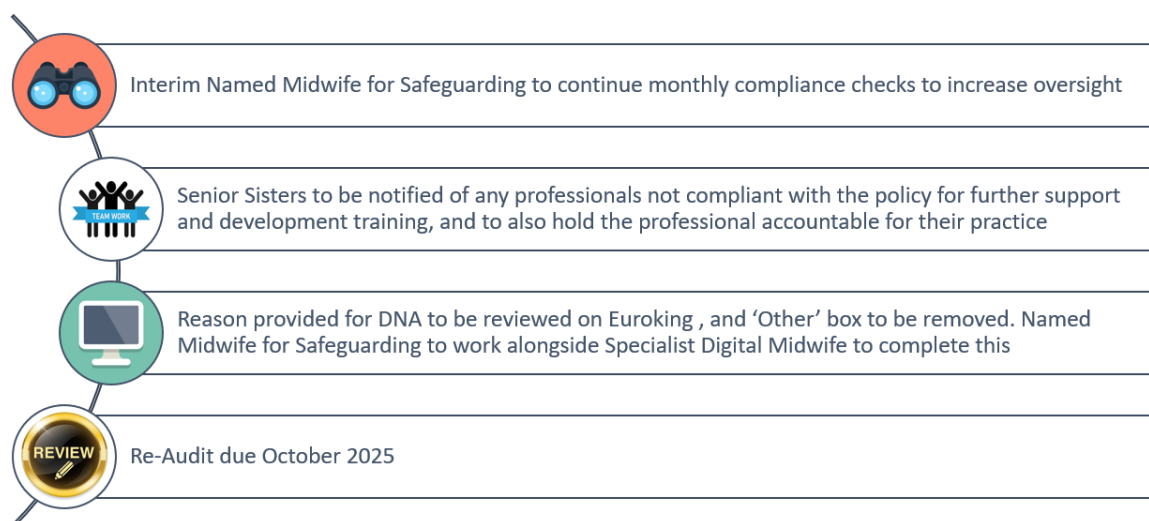 Interim Named Midwife for Safeguarding to continue monthly compliance checks to increase oversight
TEAM WORK
Senior Sisters to be notified of any professionals not compliant with the policy for further support
and development training, and to also hold the professional accountable for their practice
Reason provided for DNA to be reviewed on Euroking , and ‘Other’ box to be removed. Named
Midwife for Safeguarding to work alongside Specialist Digital Midwife to complete this
REVIEW
Re-Audit due October 2025